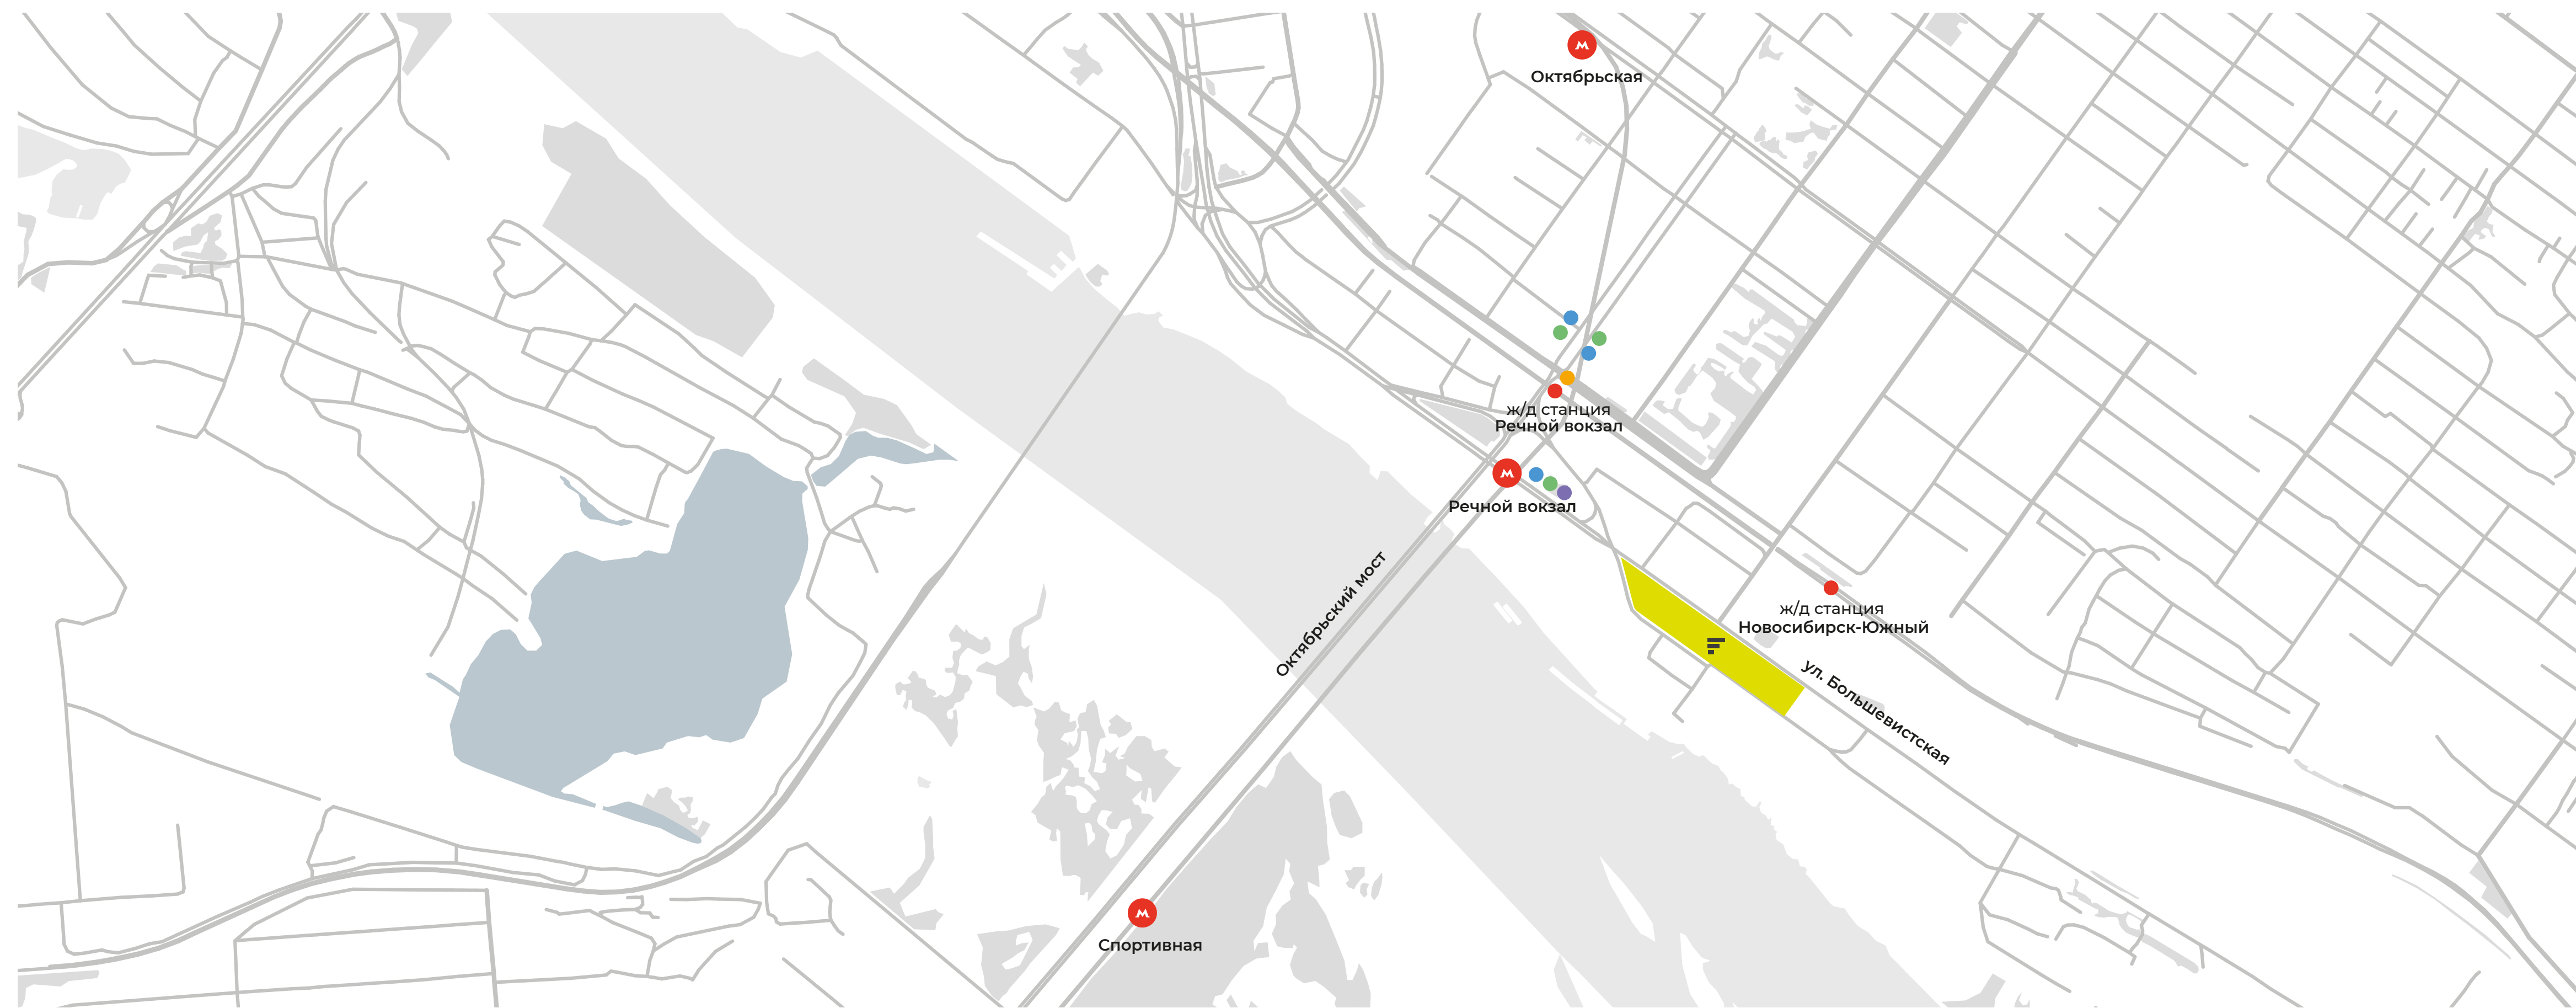 Октябрьская
ж/д станция
Речной вокзал
Речной вокзал
Октябрьский мост
ж/д станция
Новосибирск-Южный
ул. Большевистская
Спортивная